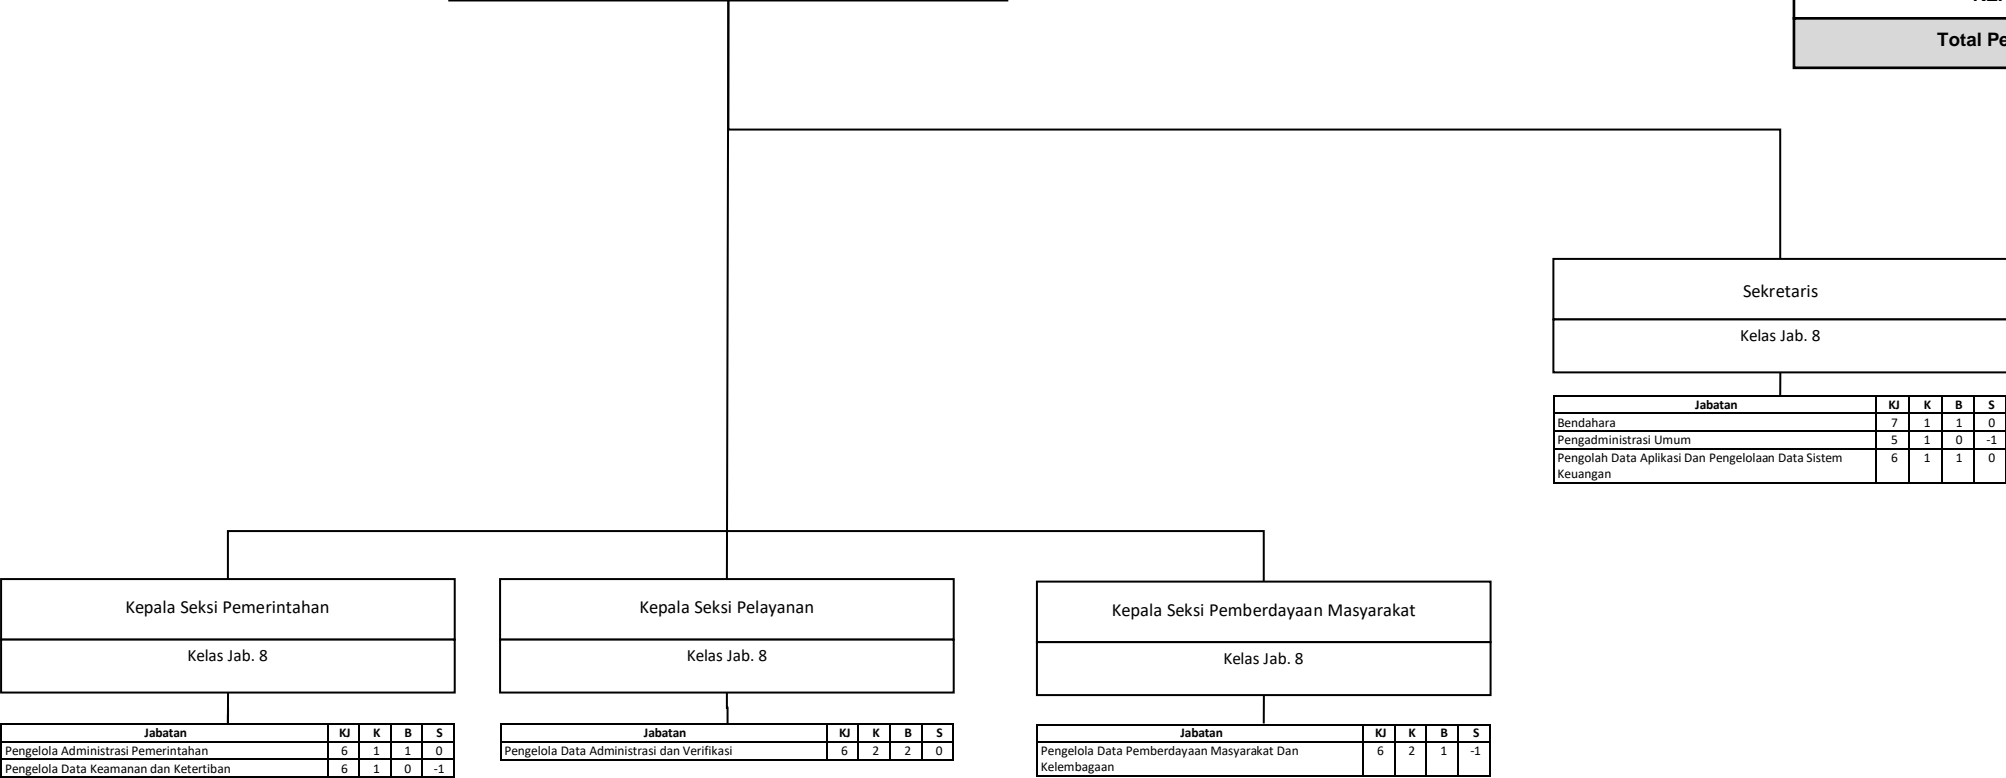 Total Pe
Sekretaris
Kelas Jab. 8
Jabatan KJ K B S
Bendahara 7 1 1 0
Pengadministrasi Umum 5 1 0 -1
Pengolah Data Aplikasi Dan Pengelolaan Data Sistem 6 1 1 0
Keuangan
Kepala Seksi Pemerintahan
Kelas Jab. 8
Jabatan KJ K B S
Pengelola Administrasi Pemerintahan 6 1 1 0
Pengelola Data Keamanan dan Ketertiban 6 1 0 -1
Kepala Seksi Pelayanan
Kelas Jab. 8
Jabatan KJ K B S
Pengelola Data Administrasi dan Verifikasi 6 2 2 0
Kepala Seksi Pemberdayaan Masyarakat
Kelas Jab. 8
Jabatan KJ K B S
Pengelola Data Pemberdayaan Masyarakat Dan 6 2 1 -1
Kelembagaan